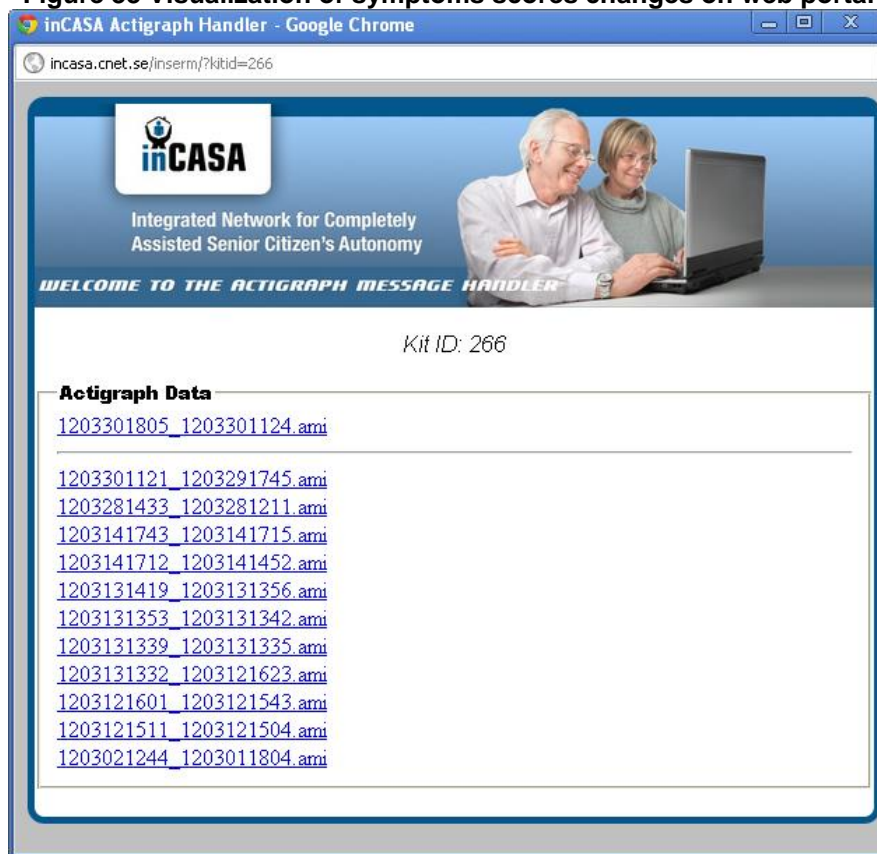 Figure 35 Visualization of symptoms scores changes on web portal
inCASA Actigraph Handler - Google Chrome
incasa.cnet.se/inserm/?kitid=266
inCASA
Integrated Network for Completely
Assisted Senior Citizen's Autonomy
WELCOME TO THE ACTIGRAPH MESSAGE HANDLER
Kit ID: 266
Actigraph Data
1203301805_1203301124.ami
1203301121_1203291745.ami
1203281433_1203281211.ami
1203141743_1203141715.ami
1203141712_1203141452.ami
1203131419_1203131356.ami
1203131353_1203131342.ami
1203131339_1203131335.ami
1203131332_1203121623.ami
1203121601_1203121543.ami
1203121511_1203121504.ami
1203021244_1203011804.ami